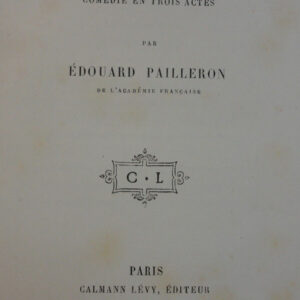 COMÉDIE EN TROIS ACTES
PAR
ÉDOUARD PAILLERON
DE L'ACADÉMIE FRANÇAISE
C·L
PARIS
CALMANN LÉVY, ÉDITEUR